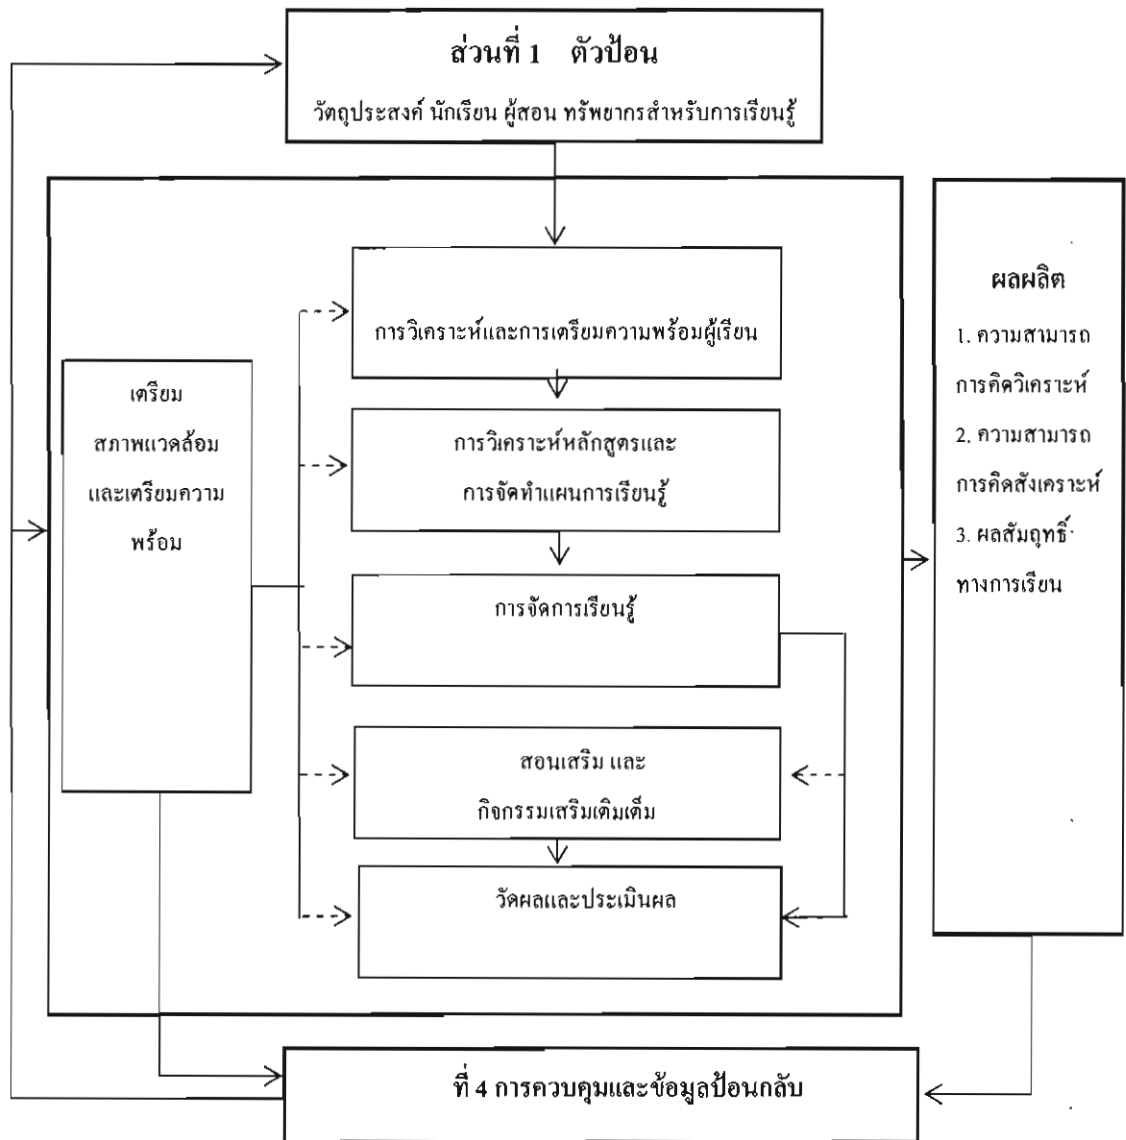 ส่วนที่ 1 ตัวป้อน
วัตถุประสงค์ นักเรียน ผู้สอน ทรัพยากรสำหรับการเรียนรู้
การวิเคราะห์และการเตรียมความพร้อมผู้เรียน
เตรียม
สภาพแวดล้อม
และเตรียมความ
พร้อม
การวิเคราะห์หลักสูตรและ
การจัดทำแผนการเรียนรู้
การจัดการเรียนรู้
สอนเสริม และ
กิจกรรมเสริมเติมเต็ม
วัดผลและประเมินผล
ผลผลิต
1. ความสามารถ
การคิดวิเคราะห์
2. ความสามารถ
การคิดสังเคราะห์
3. ผลสัมฤทธิ์
ทางการเรียน
ที่ 4 การควบคุมและข้อมูลป้อนกลับ